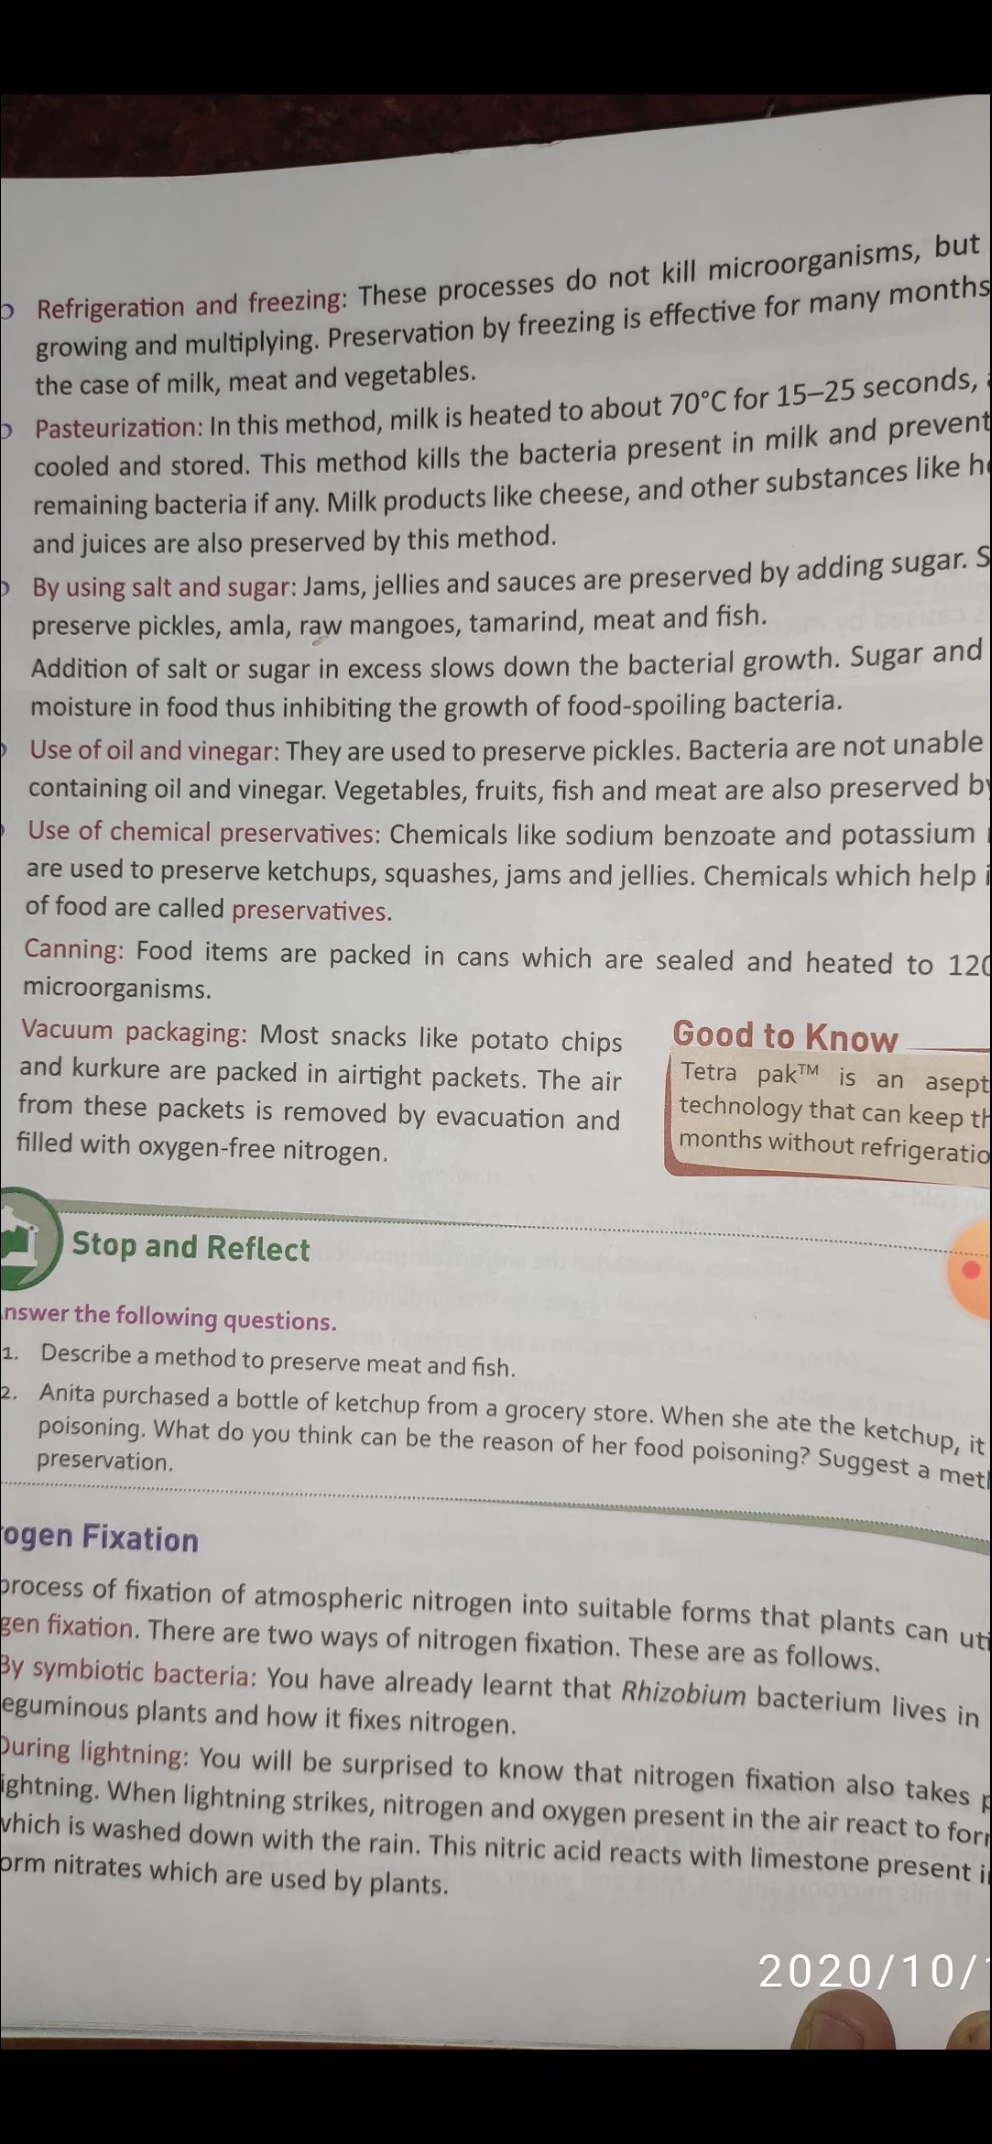 Refrigeration and freezing: These processes do not kill microorganisms, but
growing and multiplying. Preservation by freezing is effective for many months
the case of milk, meat and vegetables.
Pasteurization: In this method, milk is heated to about 70°C for 15–25 seconds,
cooled and stored. This method kills the bacteria present in milk and prevent
remaining bacteria if any. Milk products like cheese, and other substances like
and juices are also preserved by this method.
By using salt and sugar: Jams, jellies and sauces are preserved by adding sugar. S
preserve pickles, amla, raw mangoes, tamarind, meat and fish.
Addition of salt or sugar in excess slows down the bacterial growth. Sugar and
moisture in food thus inhibiting the growth of food-spoiling bacteria.
Use of oil and vinegar: They are used to preserve pickles. Bacteria are not unable
containing oil and vinegar. Vegetables, fruits, fish and meat are also preserved by
Use of chemical preservatives: Chemicals like sodium benzoate and potassium
are used to preserve ketchups, squashes, jams and jellies. Chemicals which help
of food are called preservatives.
Canning: Food items are packed in cans which are sealed and heated to 120
microorganisms.
Vacuum packaging: Most snacks like potato chips
and kurkure are packed in airtight packets. The air
from these packets is removed by evacuation and
filled with oxygen-free nitrogen.
Good to Know
Tetra pak™ is an asept
technology that can keep th
months without refrigeratio
Stop and Reflect
nswer the following questions.
1. Describe a method to preserve meat and fish.
2. Anita purchased a bottle of ketchup from a grocery store. When she ate the ketchup, it
poisoning. What do you think can be the reason of her food poisoning? Suggest a met
preservation.
ogen Fixation
process of fixation of atmospheric nitrogen into suitable forms that plants can uti
gen fixation. There are two ways of nitrogen fixation. These are as follows.
By symbiotic bacteria: You have already learnt that Rhizobium bacterium lives in
eguminous plants and how it fixes nitrogen.
During lightning: You will be surprised to know that nitrogen fixation also takes p
ightning. When lightning strikes, nitrogen and oxygen present in the air react to form
which is washed down with the rain. This nitric acid reacts with limestone present in
orm nitrates which are used by plants.
2020/10/